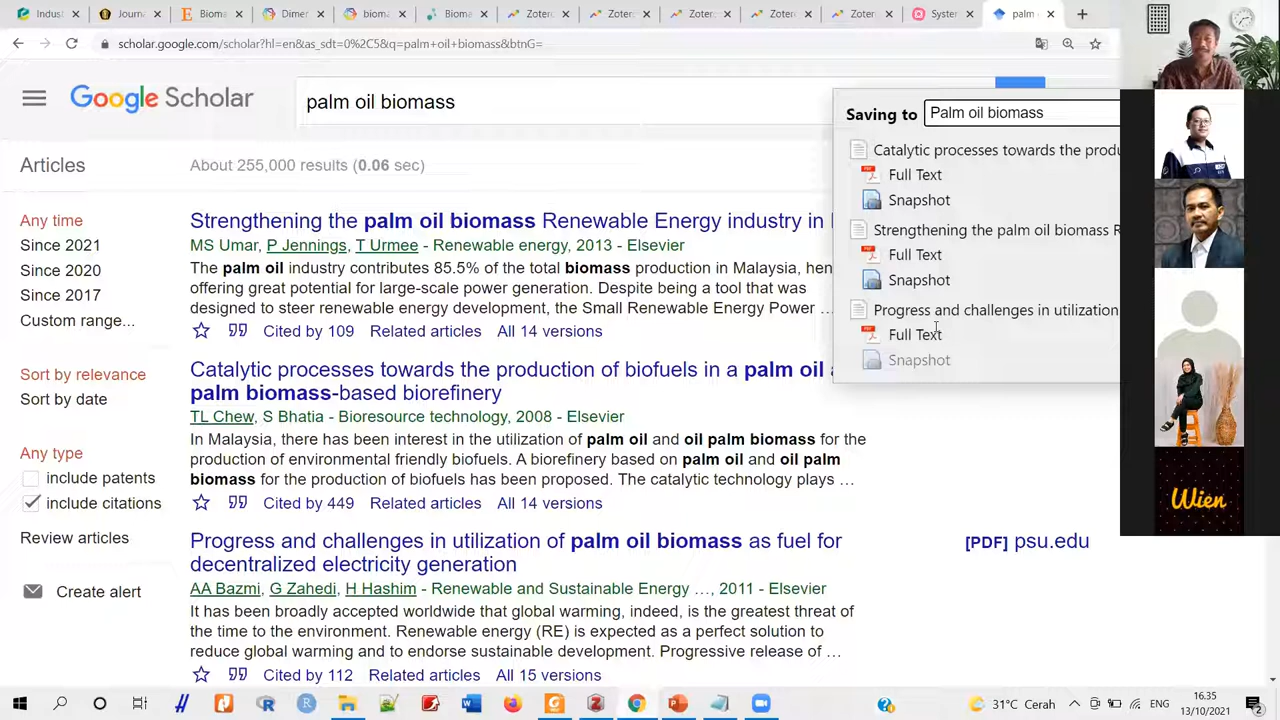 Indus
Journ
Bioma
Dimer
bioma
Biome
Zoter
Zoter
Zoter
Zoter
Zoter
System
palm
scholar.google.com/scholar?hl=en&as_sdt=0%2C5&q=palm+oil+biomass&btnG=
Google Scholar
palm oil biomass
Saving to Palm oil biomass
Catalytic processes towards the produ
Full Text
Snapshot
Strengthening the palm oil biomass R
Full Text
Snapshot
Progress and challenges in utilization
Full Text
Snapshot
Articles
About 255,000 results (0.06 sec)
Any time
Since 2021
Since 2020
Since 2017
Custom range...
Sort by relevance
Sort by date
Any type
include patents
include citations
Review articles
Create alert
Strengthening the palm oil biomass Renewable Energy industry in
MS Umar, P Jennings, T Urmee - Renewable energy, 2013 - Elsevier
The palm oil industry contributes 85.5% of the total biomass production in Malaysia, hen
offering great potential for large-scale power generation. Despite being a tool that was
designed to steer renewable energy development, the Small Renewable Energy Power ...
Cited by 109 Related articles All 14 versions
Catalytic processes towards the production of biofuels in a palm oil
palm biomass-based biorefinery
TL Chew, S Bhatia - Bioresource technology, 2008 - Elsevier
In Malaysia, there has been interest in the utilization of palm oil and oil palm biomass for the
production of environmental friendly biofuels. A biorefinery based on palm oil and oil palm
biomass for the production of biofuels has been proposed. The catalytic technology plays ...
Cited by 449 Related articles All 14 versions
Progress and challenges in utilization of palm oil biomass as fuel for
decentralized electricity generation
[PDF] psu.edu
AA Bazmi, G Zahedi, H Hashim - Renewable and Sustainable Energy ..., 2011 - Elsevier
It has been broadly accepted worldwide that global warming, indeed, is the greatest threat of
the time to the environment. Renewable energy (RE) is expected as a perfect solution to
reduce global warming and to endorse sustainable development. Progressive release of ...
Cited by 112 Related articles All 15 versions
Wien
31°C Cerah
ENG
16.35
13/10/2021
2